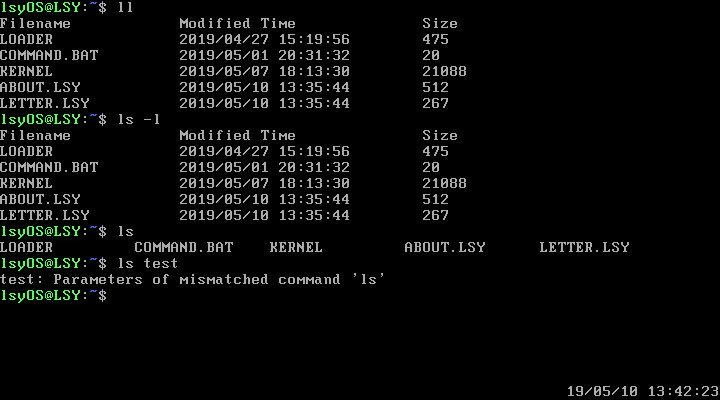 lsyOS@LSY:~$ ll
Filename Modified Time Size
LOADER 2019/04/27 15:19:56 475
COMMAND.BAT 2019/05/01 20:31:32 20
KERNEL 2019/05/07 18:13:30 21088
ABOUT.LSY 2019/05/10 13:35:44 512
LETTER.LSY 2019/05/10 13:35:44 267
lsyOS@LSY:~$ ls -l
Filename Modified Time Size
LOADER 2019/04/27 15:19:56 475
COMMAND.BAT 2019/05/01 20:31:32 20
KERNEL 2019/05/07 18:13:30 21088
ABOUT.LSY 2019/05/10 13:35:44 512
LETTER.LSY 2019/05/10 13:35:44 267
lsyOS@LSY:~$ ls
LOADER COMMAND.BAT KERNEL ABOUT.LSY LETTER.LSY
lsyOS@LSY:~$ ls test
test: Parameters of mismatched command 'ls'
lsyOS@LSY:~$
19/05/10 13:42:23